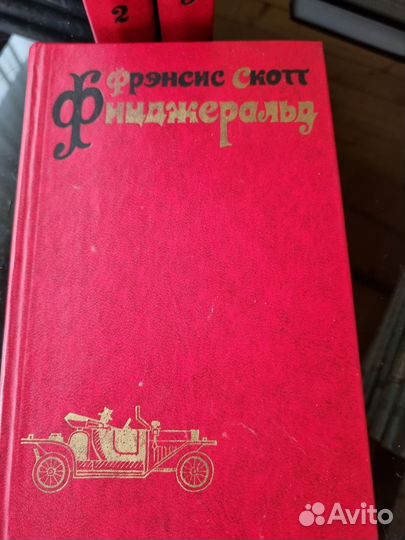 2
Фрэнсис Скотт
Фицджеральд
Avito